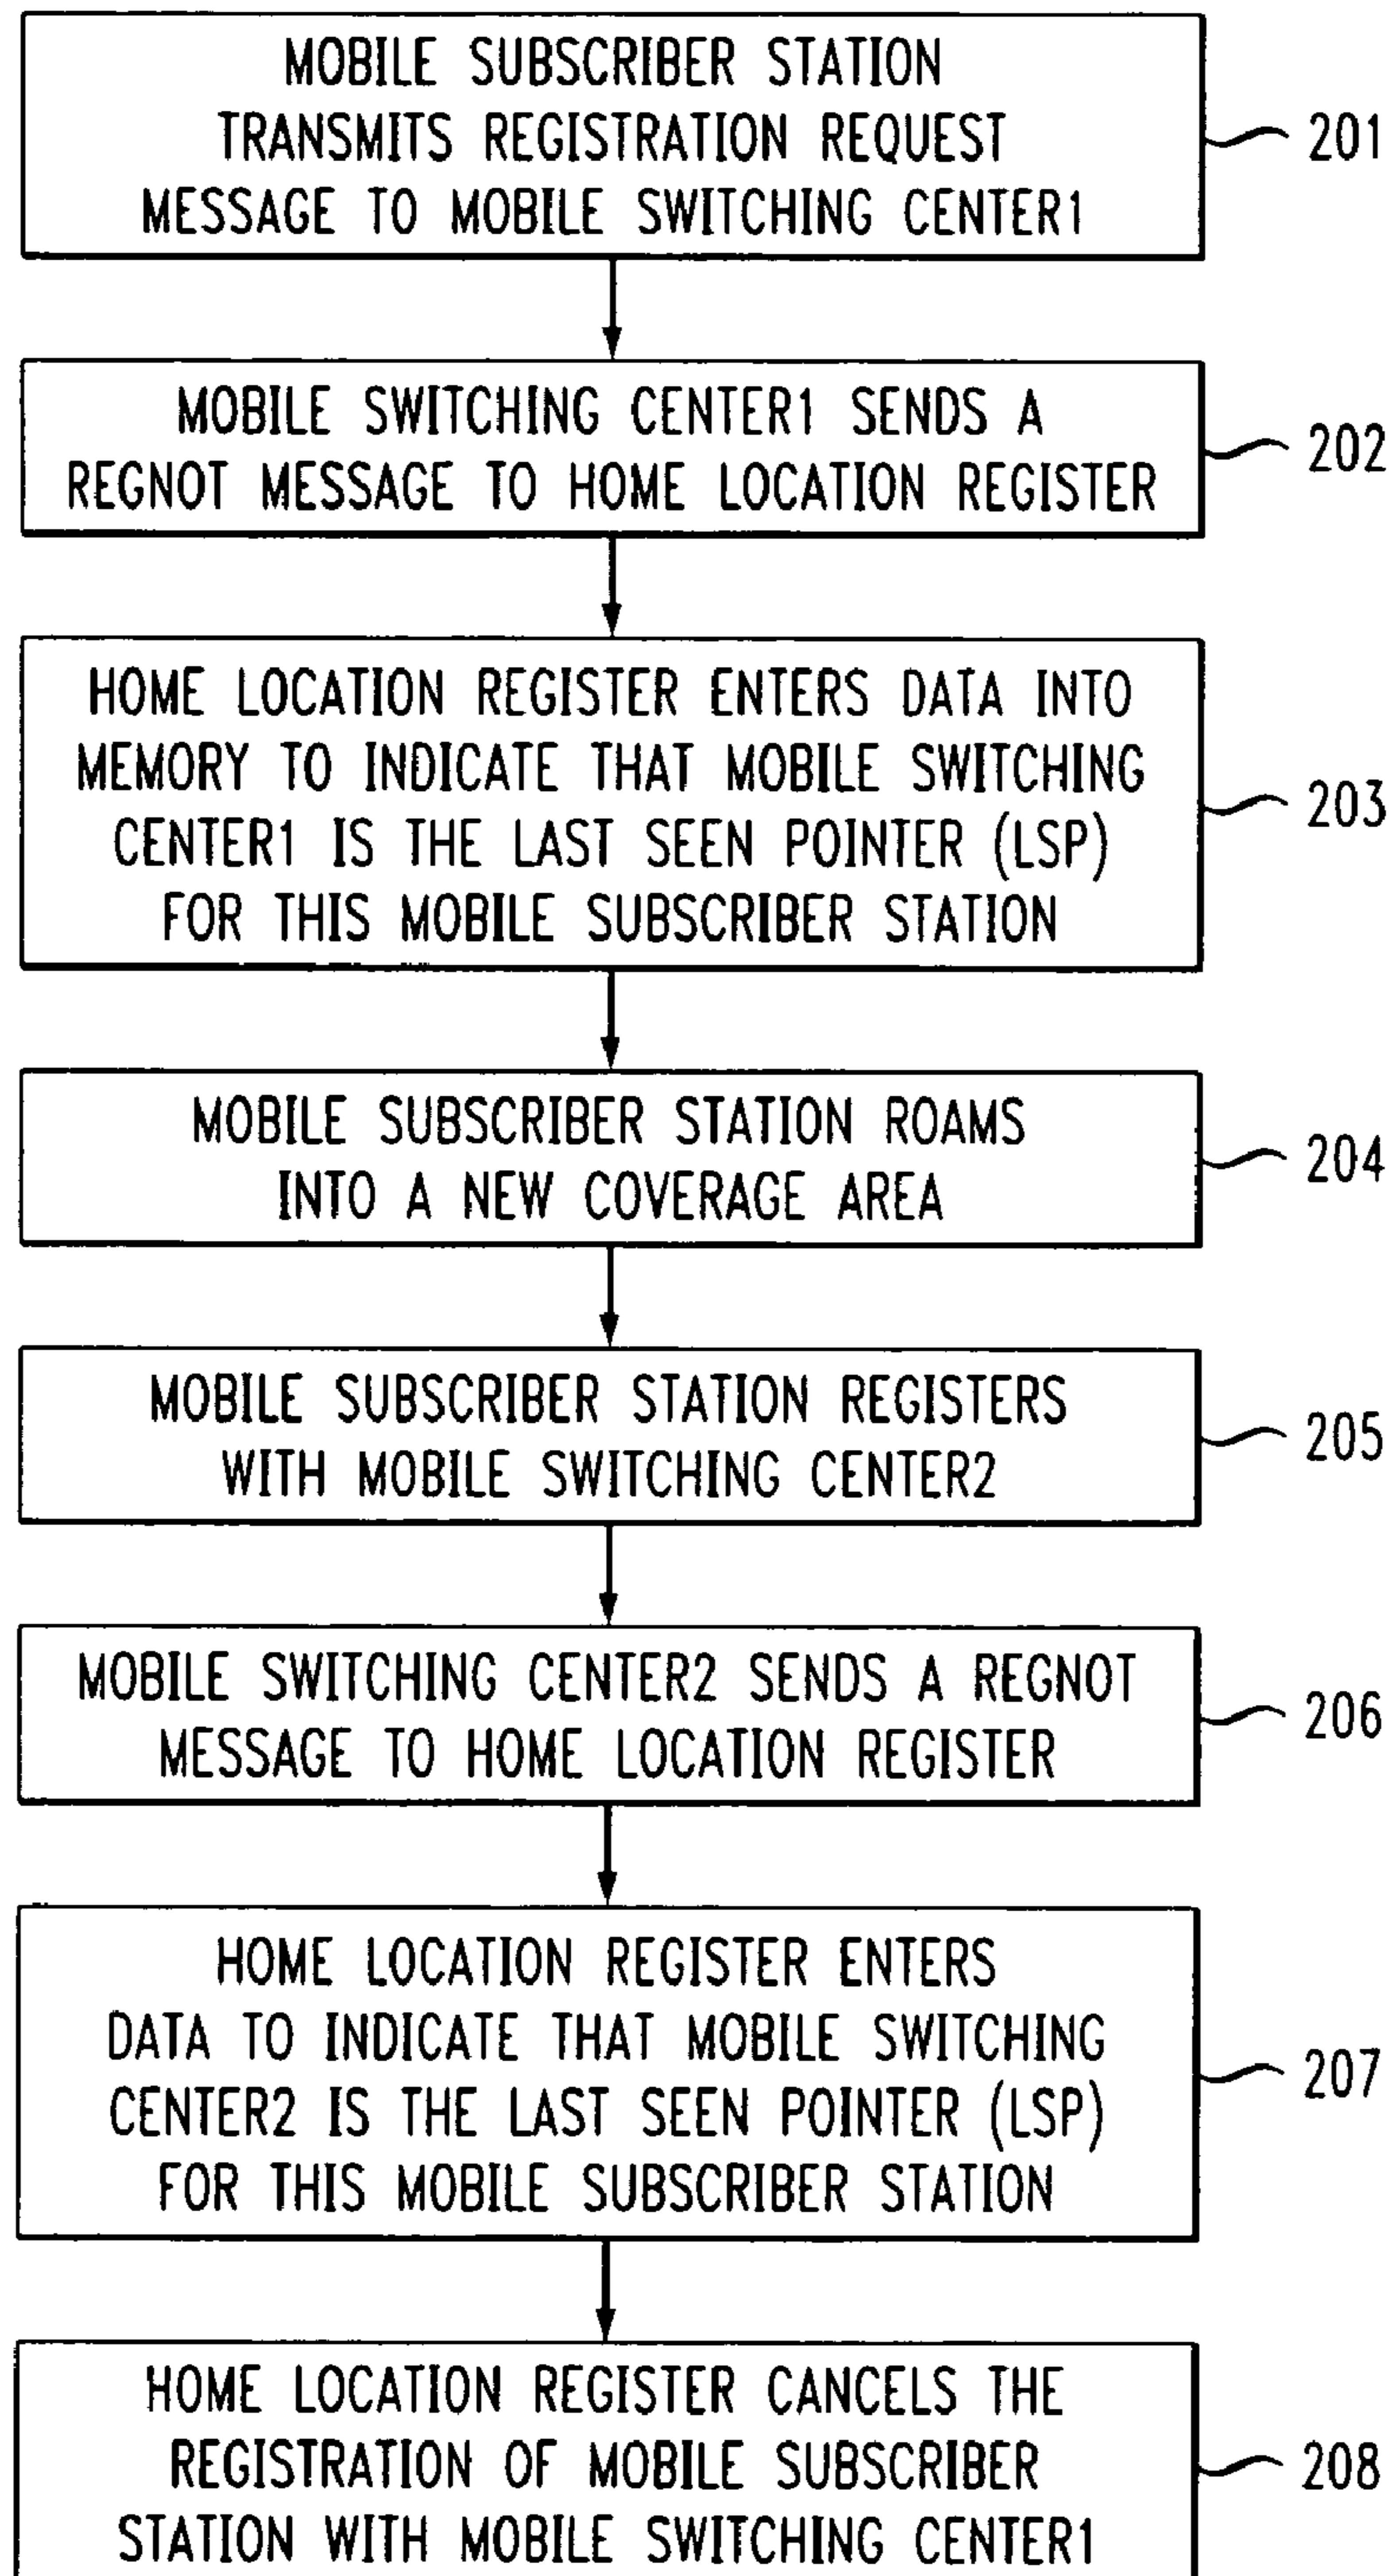 MOBILE SUBSCRIBER STATION
TRANSMITS REGISTRATION REQUEST
MESSAGE TO MOBILE SWITCHING CENTER1
201
MOBILE SWITCHING CENTER1 SENDS A
REGNOT MESSAGE TO HOME LOCATION REGISTER
202
HOME LOCATION REGISTER ENTERS DATA INTO
MEMORY TO INDICATE THAT MOBILE SWITCHING
CENTER1 IS THE LAST SEEN POINTER (LSP)
FOR THIS MOBILE SUBSCRIBER STATION
203
MOBILE SUBSCRIBER STATION ROAMS
INTO A NEW COVERAGE AREA
204
MOBILE SUBSCRIBER STATION REGISTERS
WITH MOBILE SWITCHING CENTER2
205
MOBILE SWITCHING CENTER2 SENDS A REGNOT
MESSAGE TO HOME LOCATION REGISTER
206
HOME LOCATION REGISTER ENTERS
DATA TO INDICATE THAT MOBILE SWITCHING
CENTER2 IS THE LAST SEEN POINTER (LSP)
FOR THIS MOBILE SUBSCRIBER STATION
207
HOME LOCATION REGISTER CANCELS THE
REGISTRATION OF MOBILE SUBSCRIBER
STATION WITH MOBILE SWITCHING CENTER1
208